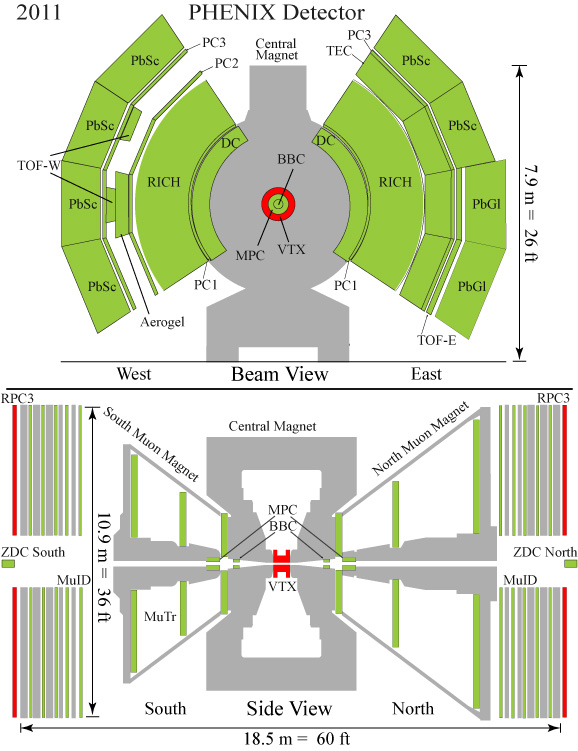 2011
PHENIX Detector
Central
Magnet
PC3
PC2
PC3
TEC
PbSc
PbSc
PbSc
PbSc
TOF-W
PbSc
PbSc
DC
DC
BBC
RICH
RICH
PbSc
PbGl
MPC
VTX
PC1
PC1
PbGl
Aerogel
TOF-E
7.9 m = 26 ft
West
Beam View
East
RPC3
RPC3
South Muon Magnet
Central Magnet
North Muon Magnet
MPC
BBC
ZDC South
ZDC North
MuID
MuID
VTX
MuTr
10.9 m = 36 ft
South
Side View
North
18.5 m = 60 ft